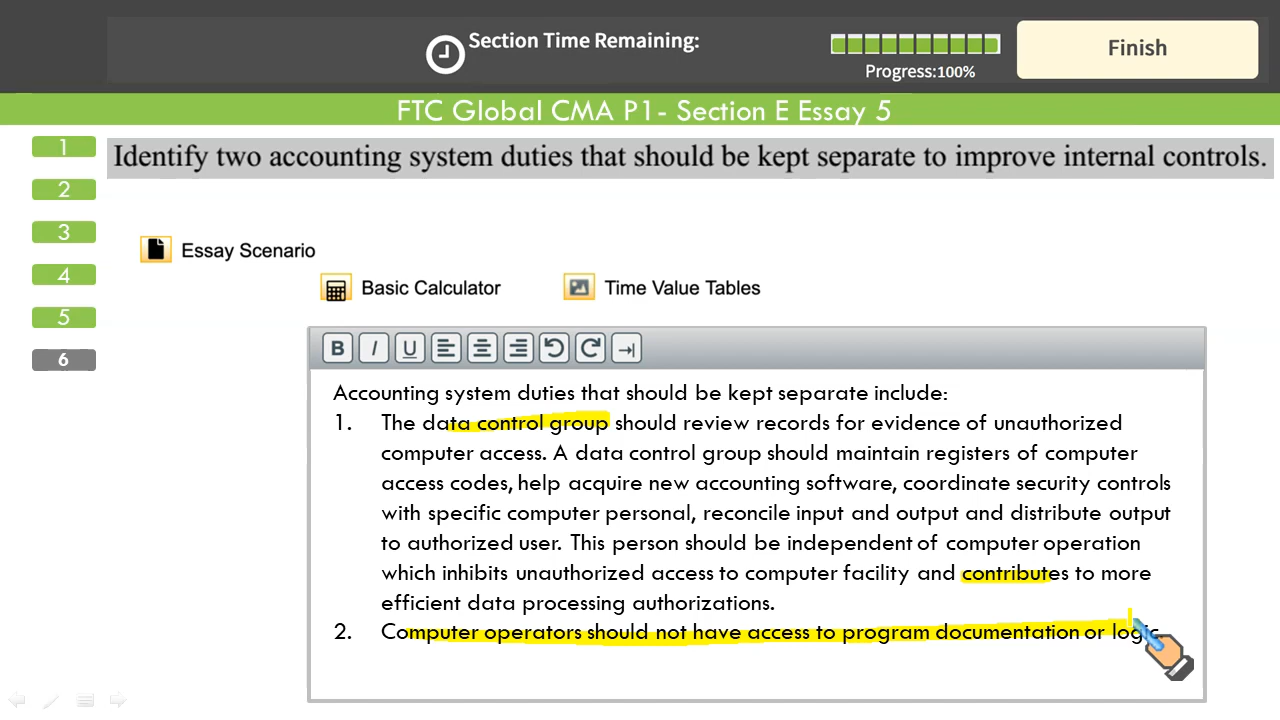 Section Time Remaining:
Progress:100%
Finish
FTC Global CMA P1- Section E Essay 5
1
Identify two accounting system duties that should be kept separate to improve internal controls.
2
3
Essay Scenario
4
Basic Calculator
Time Value Tables
5
6
B I U
Accounting system duties that should be kept separate include:
1. The data control group should review records for evidence of unauthorized
computer access. A data control group should maintain registers of computer
access codes, help acquire new accounting software, coordinate security controls
with specific computer personal, reconcile input and output and distribute output
to authorized user. This person should be independent of computer operation
which inhibits unauthorized access to computer facility and contributes to more
efficient data processing authorizations.
2. Computer operators should not have access to program documentation or logic.